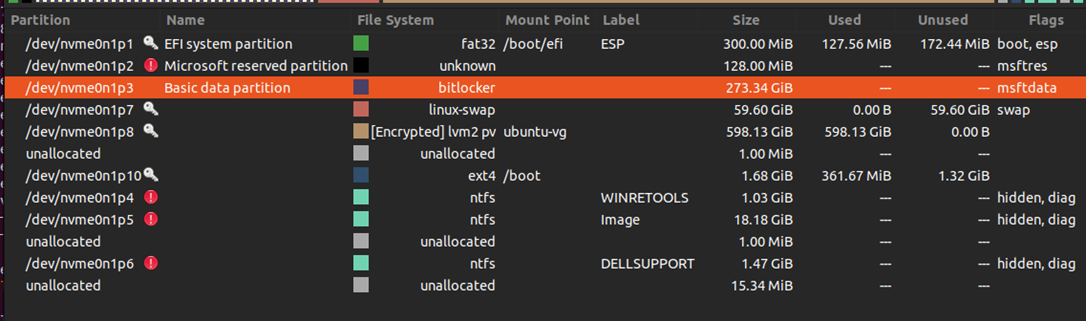 Partition Name File System Mount Point Label Size Used Unused Flags
/dev/nvme0n1p1 EFI system partition fat32 /boot/efi ESP 300.00 MiB 127.56 MiB 172.44 MiB boot, esp
/dev/nvme0n1p2 Microsoft reserved partition unknown 128.00 MiB --- --- msftres
/dev/nvme0n1p3 Basic data partition bitlocker 273.34 GiB --- --- msftdata
/dev/nvme0n1p7 linux-swap 59.60 GiB 0.00 B 59.60 GiB swap
/dev/nvme0n1p8 [Encrypted] lvm2 pv ubuntu-vg 598.13 GiB 598.13 GiB 0.00 B
unallocated unallocated 1.00 MiB --- ---
/dev/nvme0n1p10 ext4 /boot 1.68 GiB 361.67 MiB 1.32 GiB
/dev/nvme0n1p4 ntfs WINRETOOLS 1.03 GiB --- --- hidden, diag
/dev/nvme0n1p5 ntfs Image 18.18 GiB --- --- hidden, diag
unallocated unallocated 1.00 MiB --- ---
/dev/nvme0n1p6 ntfs DELLSUPPORT 1.47 GiB --- --- hidden, diag
unallocated unallocated 15.34 MiB --- ---